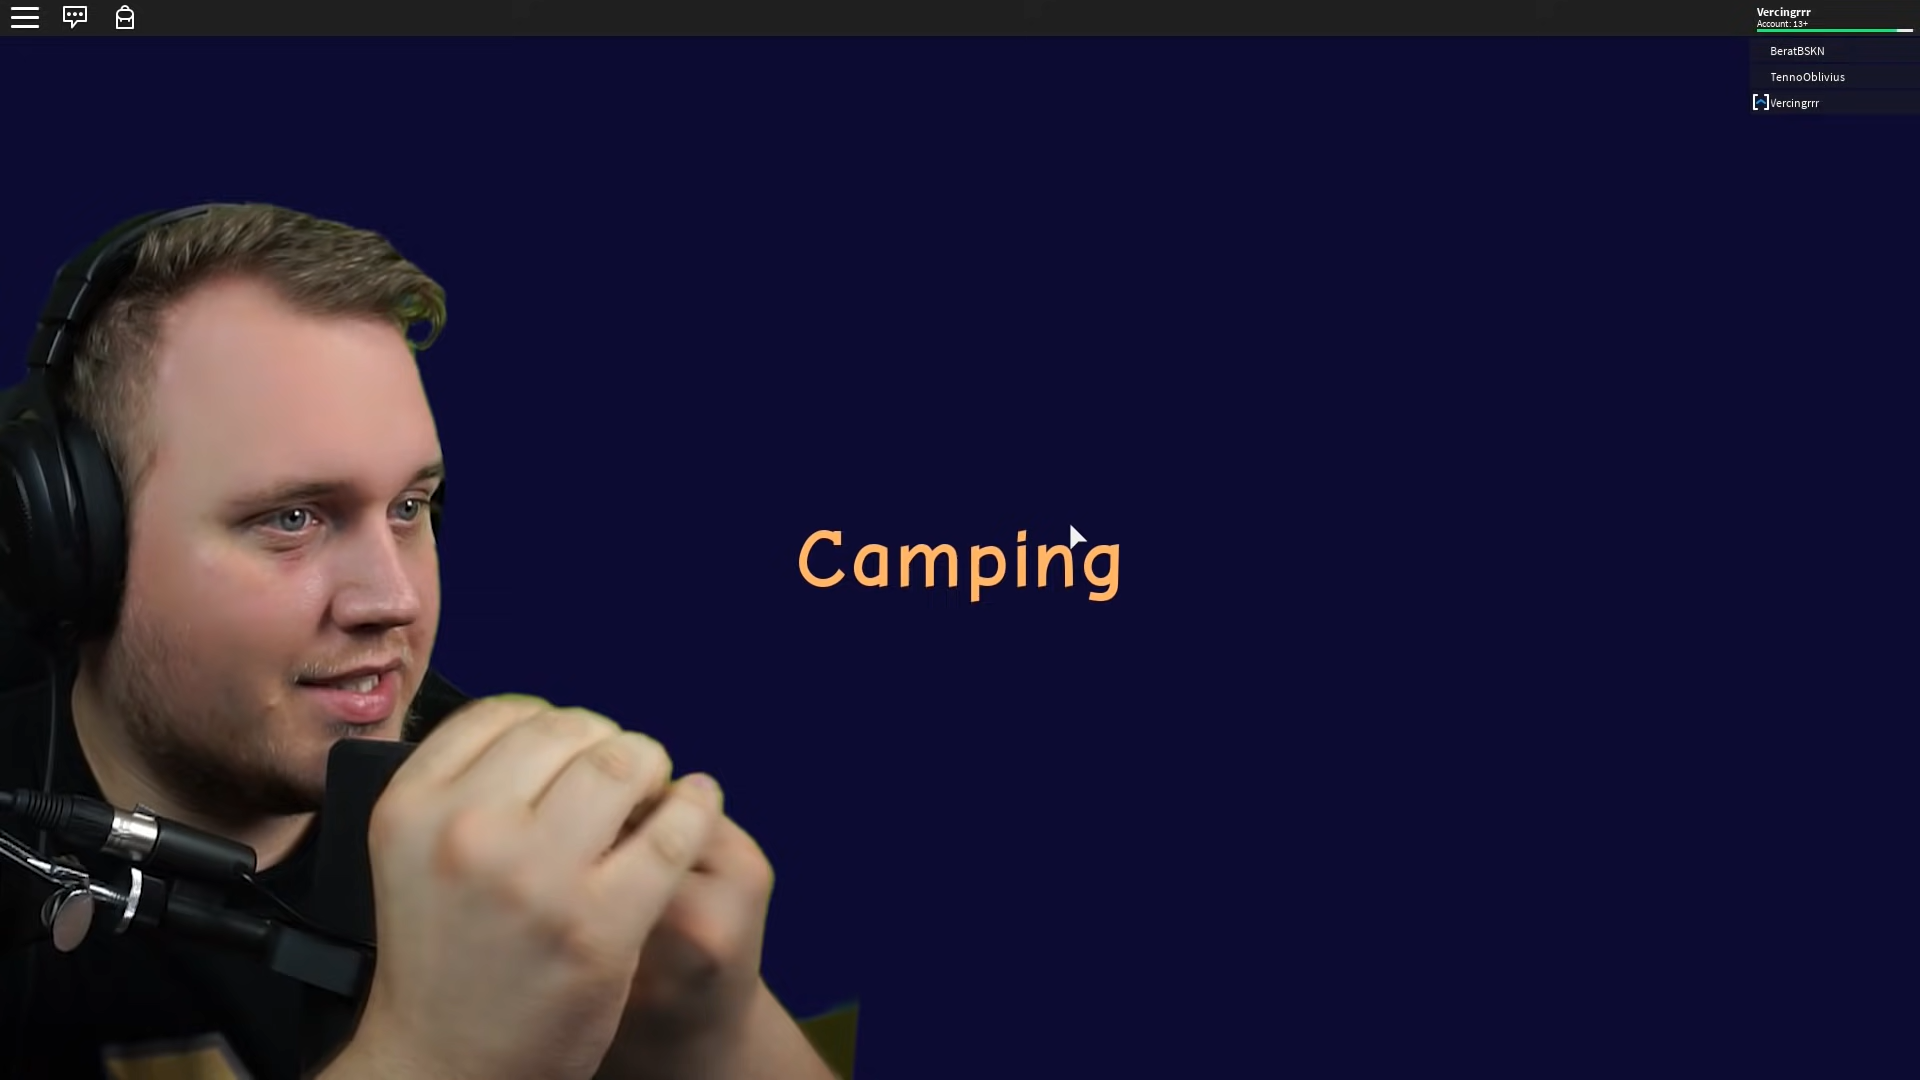 Vercingrrr
Account: 13+
BeratBSKN
TennoOblivius
Vercingrrr
Camping